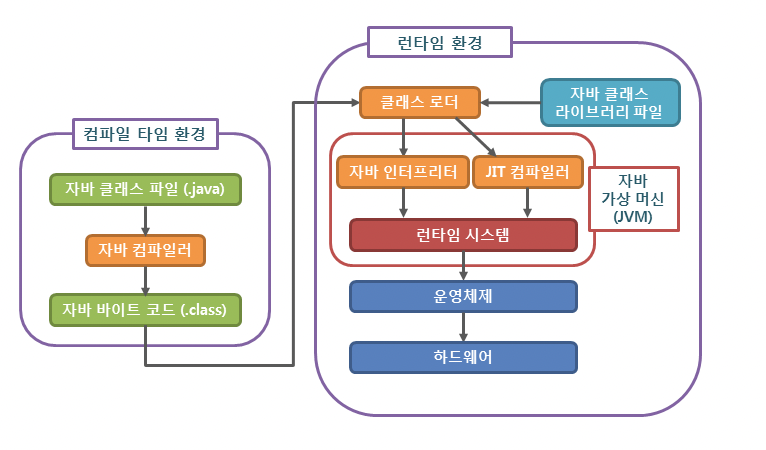 컴파일 타임 환경
자바 클래스 파일 (.java)
자바 컴파일러
자바 바이트 코드 (.class)
런타임 환경
클래스 로더
자바 클래스
라이브러리 파일
자바 인터프리터
JIT 컴파일러
자바
가상 머신
(JVM)
런타임 시스템
운영체제
하드웨어